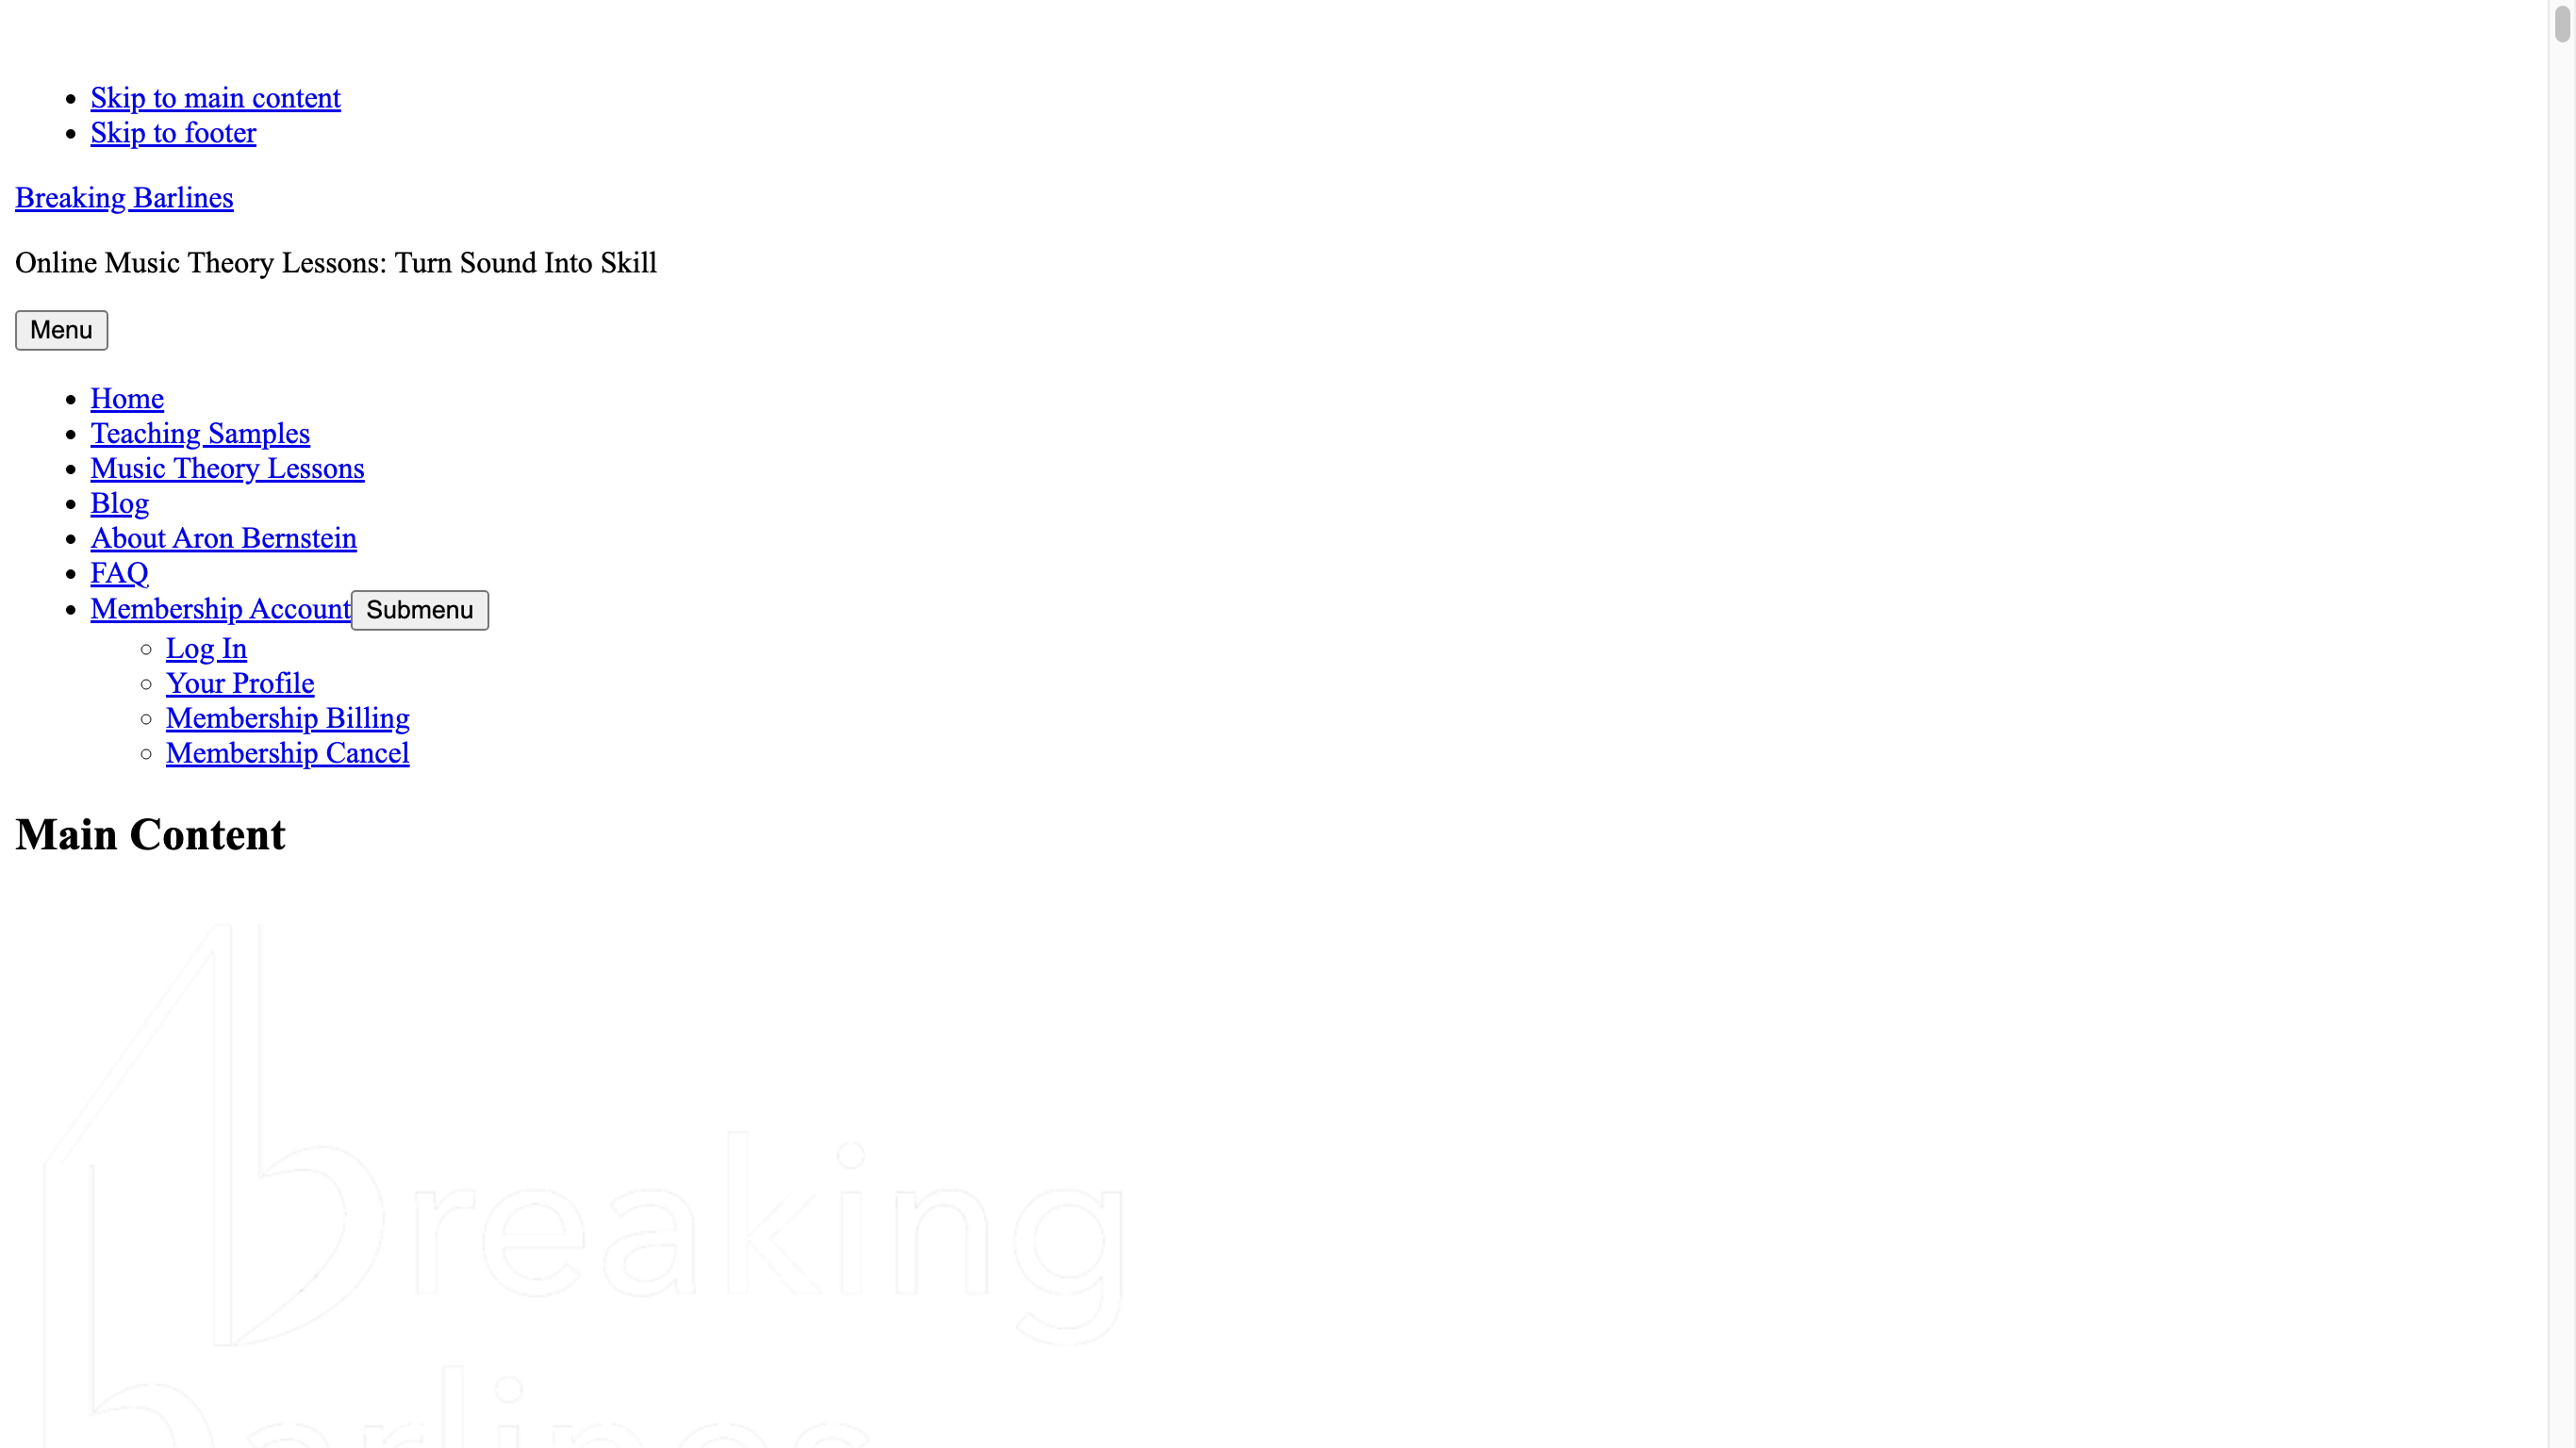 Skip to main content
Skip to footer
Breaking Barlines
Online Music Theory Lessons: Turn Sound Into Skill
Menu
Home
Teaching Samples
Music Theory Lessons
Blog
About Aron Bernstein
FAQ
Membership Account Submenu
Log In
Your Profile
Membership Billing
Membership Cancel
Main Content
breaking
barlines